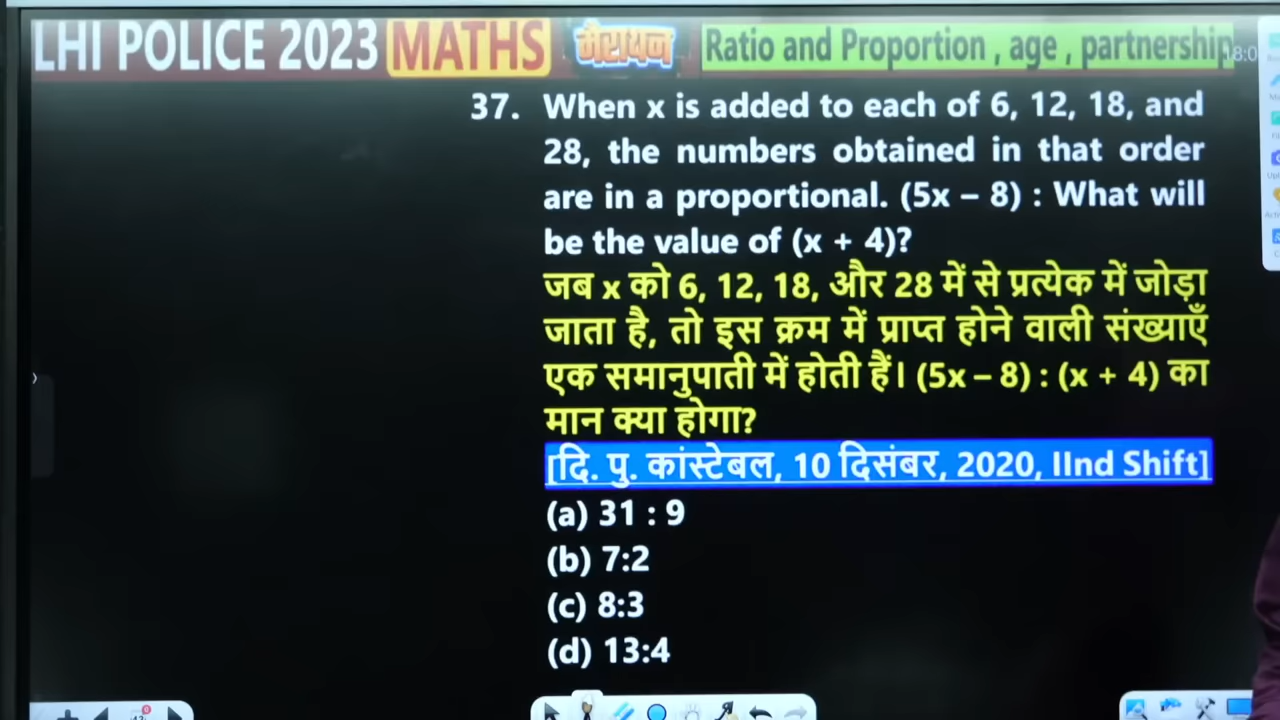 LHI POLICE 2023 MATHS मैराथन Ratio and Proportion , age , partnership
37. When x is added to each of 6, 12, 18, and
28, the numbers obtained in that order
are in a proportional. (5x – 8) : What will
be the value of (x + 4)?
जब x को 6, 12, 18, और 28 में से प्रत्येक में जोड़ा
जाता है, तो इस क्रम में प्राप्त होने वाली संख्याएँ
एक समानुपाती में होती हैं। (5x – 8) : (x + 4) का
मान क्या होगा?
[दि. पु. कांस्टेबल, 10 दिसंबर, 2020, IInd Shift]
(a) 31 : 9
(b) 7:2
(c) 8:3
(d) 13:4